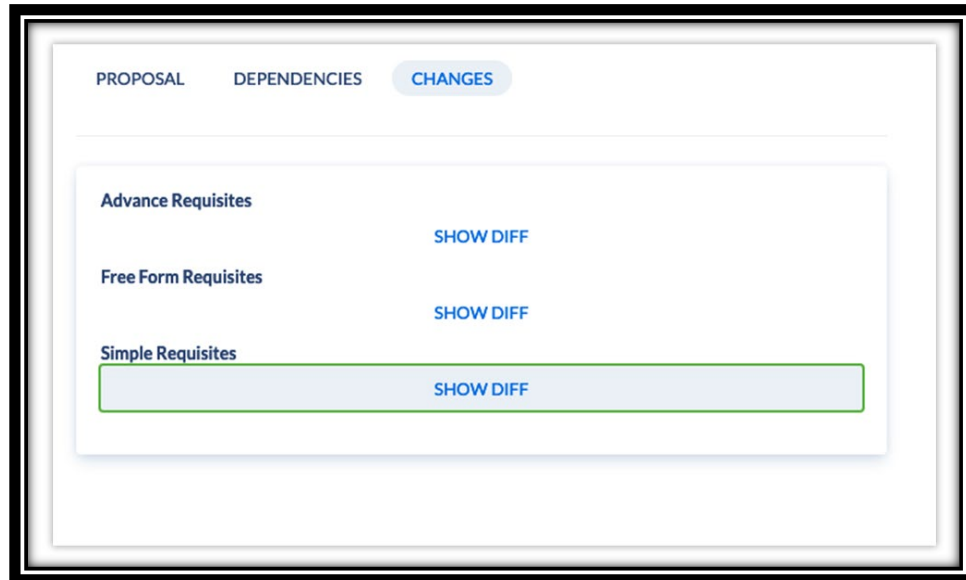 PROPOSAL DEPENDENCIES CHANGES
Advance Requisites
SHOW DIFF
Free Form Requisites
SHOW DIFF
Simple Requisites
SHOW DIFF